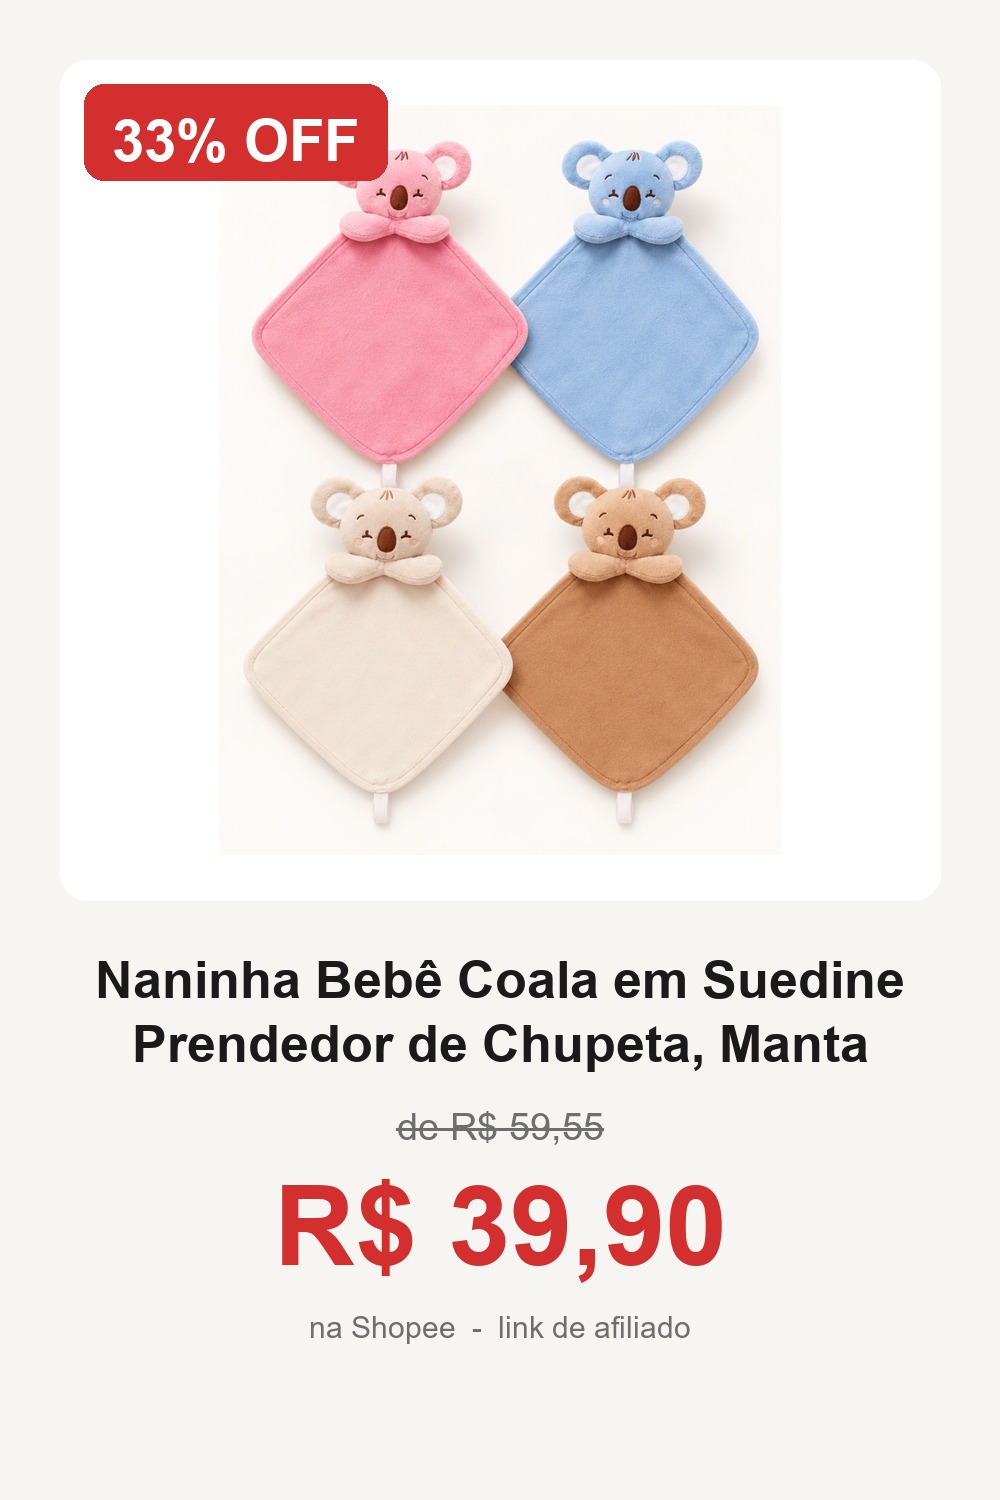 33% OFF
Naninha Bebê Coala em Suedine
Prendedor de Chupeta, Manta
de R$ 59,55
R$ 39,90
na Shopee - link de afiliado